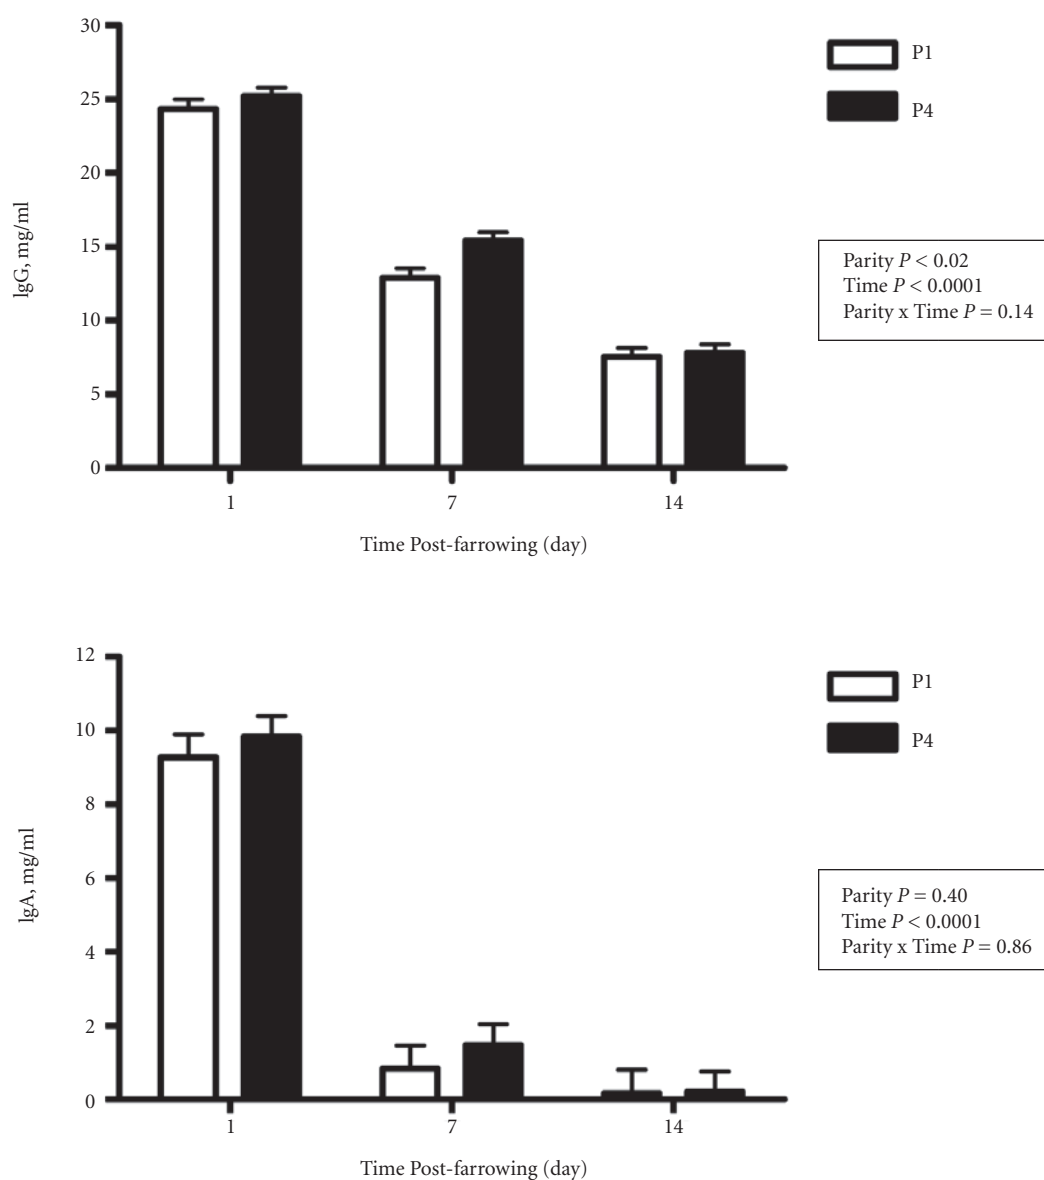 30
25
20
15
10
5
0
IgG, mg/ml
1
7
14
Time Post-farrowing (day)
P1
P4
Parity P < 0.02
Time P < 0.0001
Parity x Time P = 0.14
12
10
8
6
4
2
0
IgA, mg/ml
1
7
14
Time Post-farrowing (day)
P1
P4
Parity P = 0.40
Time P < 0.0001
Parity x Time P = 0.86